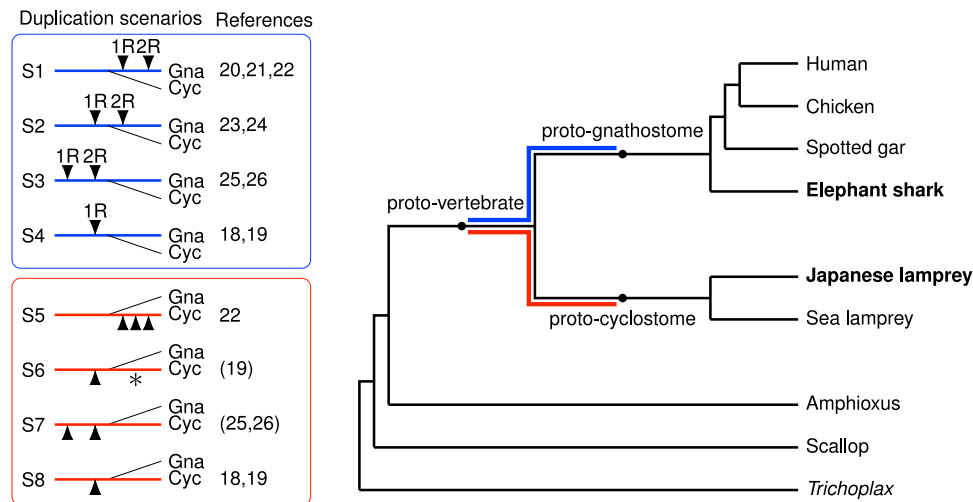 Duplication scenarios References
1R 2R
S1 Gna 20,21,22
Cyc
1R 2R
S2 Gna 23,24
Cyc
1R 2R
S3 Gna 25,26
Cyc
1R
S4 Gna 18,19
Cyc
Gna
S5 Cyc 22
Gna
S6 Cyc (19)
*
Gna
S7 Cyc (25,26)
Gna
S8 Cyc 18,19
Human
Chicken
proto-gnathostome
Spotted gar
Elephant shark
proto-vertebrate
Japanese lamprey
proto-cyclostome
Sea lamprey
Amphioxus
Scallop
Trichoplax